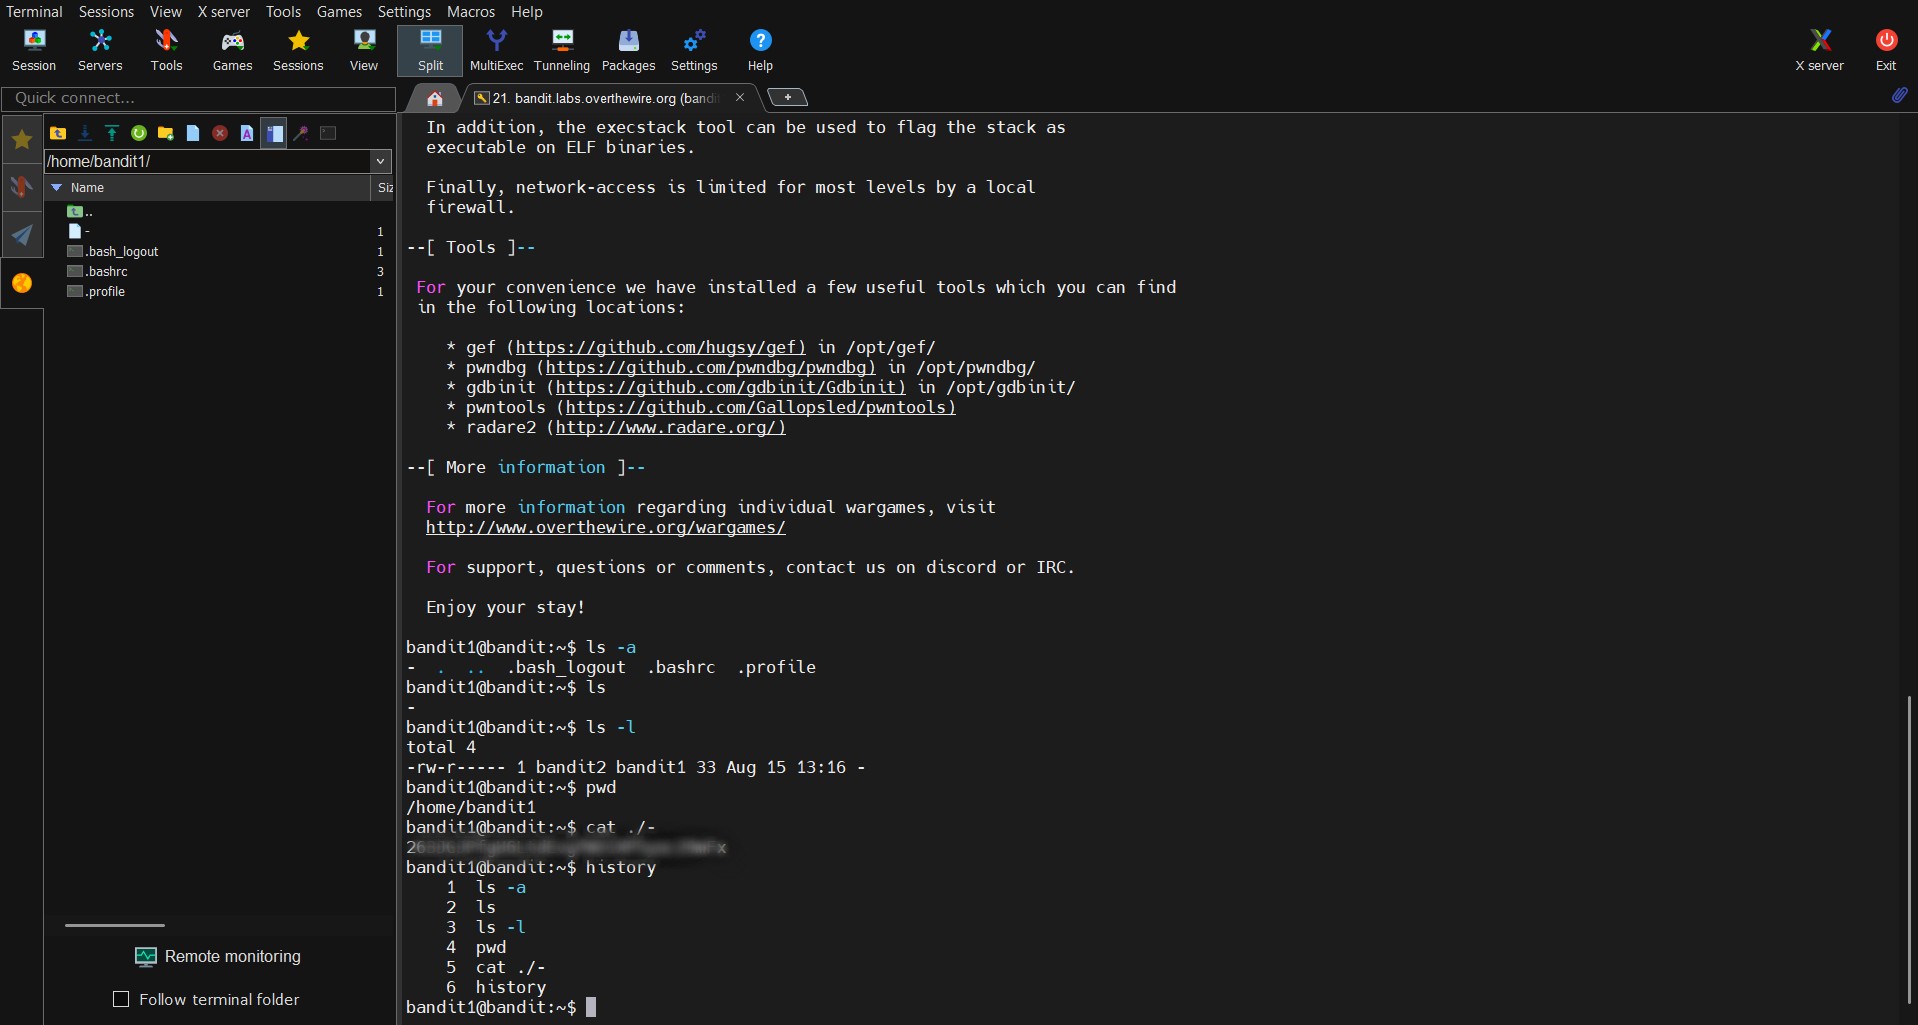 Terminal Sessions View X server Tools Games Settings Macros Help
Session Servers Tools Games Sessions View Split MultiExec Tunneling Packages Settings Help X server Exit
Quick connect...
21. bandit.labs.overthewire.org (bandit
/home/bandit1/
Name Siz
..
- 1
.bash_logout 1
.bashrc 3
.profile 1
Remote monitoring
Follow terminal folder
In addition, the execstack tool can be used to flag the stack as
executable on ELF binaries.
Finally, network-access is limited for most levels by a local
firewall.
--[ Tools ]--
For your convenience we have installed a few useful tools which you can find
in the following locations:
* gef (https://github.com/hugsy/gef) in /opt/gef/
* pwndbg (https://github.com/pwndbg/pwndbg) in /opt/pwndbg/
* gdbinit (https://github.com/gdbinit/Gdbinit) in /opt/gdbinit/
* pwntools (https://github.com/Gallopsled/pwntools)
* radare2 (http://www.radare.org/)
--[ More information ]--
For more information regarding individual wargames, visit
http://www.overthewire.org/wargames/
For support, questions or comments, contact us on discord or IRC.
Enjoy your stay!
bandit1@bandit:~$ ls -a
- . .. .bash_logout .bashrc .profile
bandit1@bandit:~$ ls
-
bandit1@bandit:~$ ls -l
total 4
-rw-r----- 1 bandit2 bandit1 33 Aug 15 13:16 -
bandit1@bandit:~$ pwd
/home/bandit1
bandit1@bandit:~$ cat ./-
bandit1@bandit:~$ history
1 ls -a
2 ls
3 ls -l
4 pwd
5 cat ./-
6 history
bandit1@bandit:~$